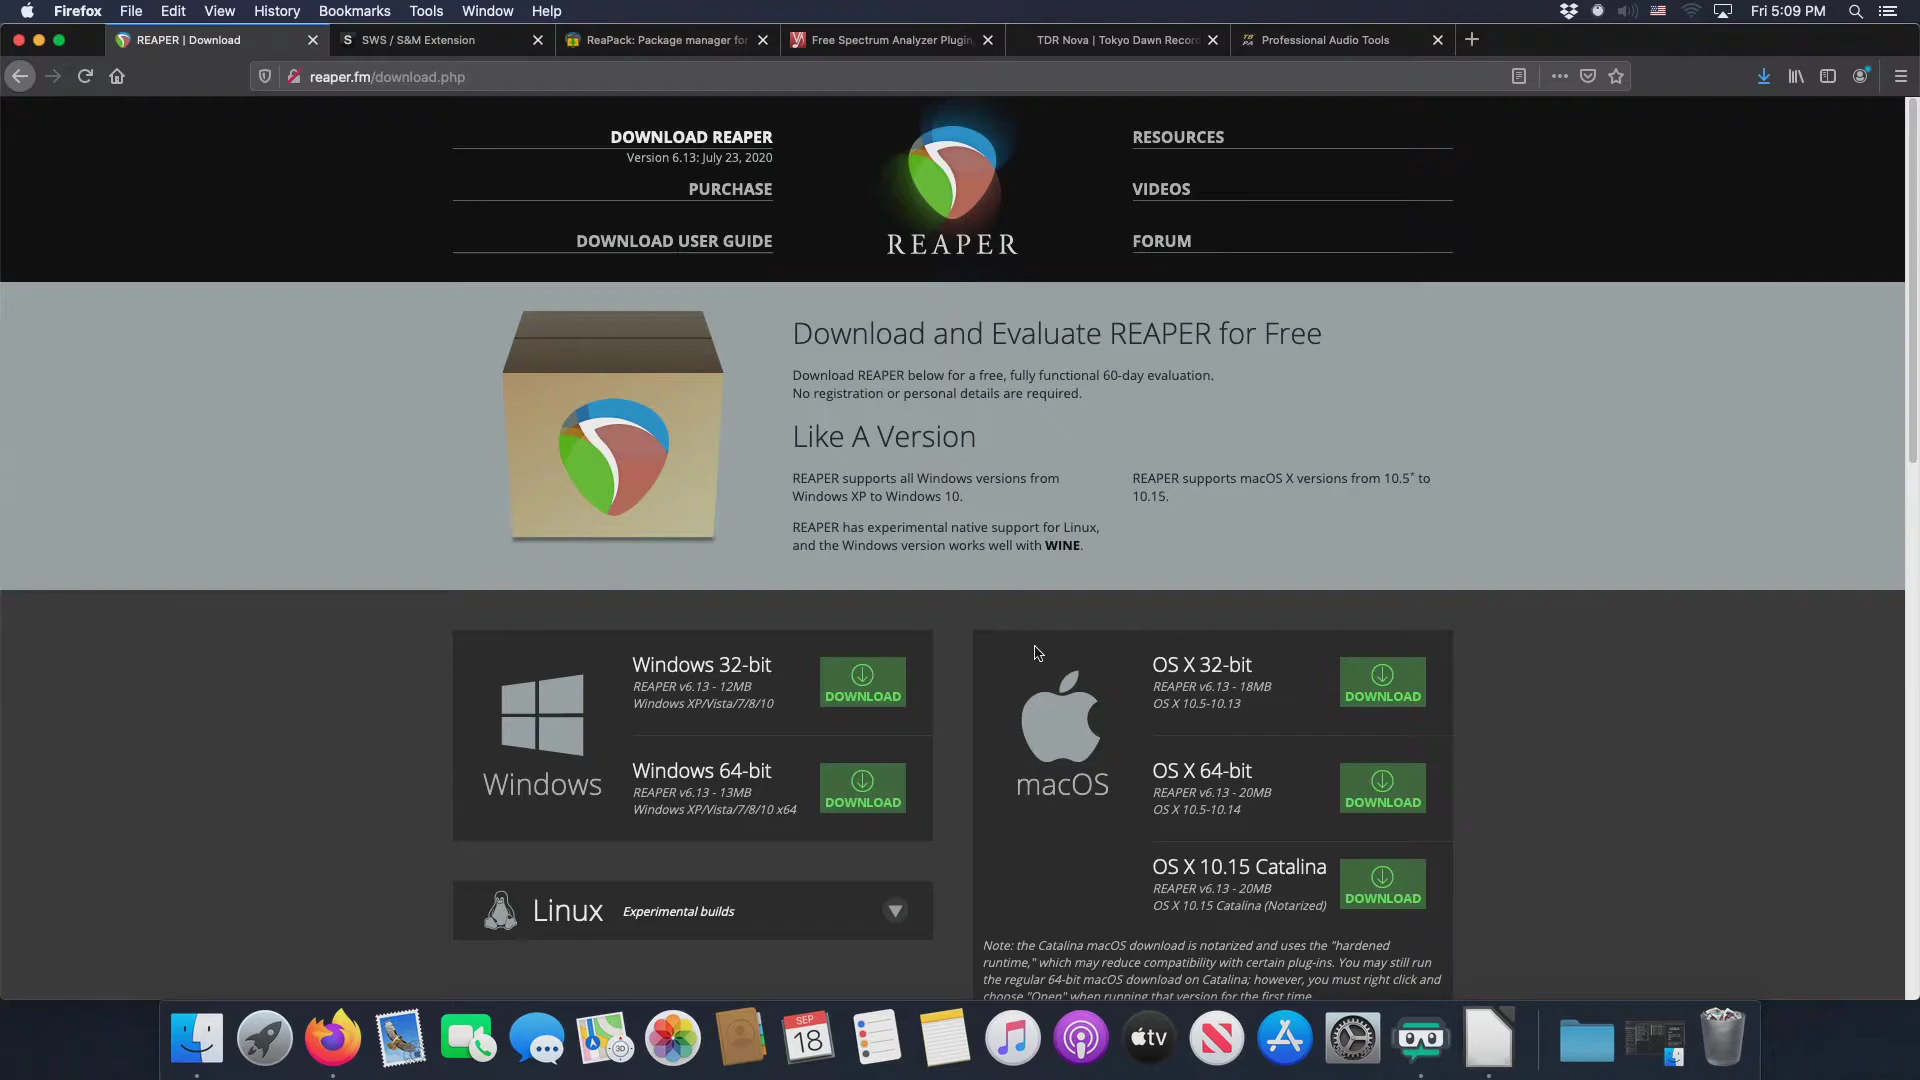 Firefox File Edit View History Bookmarks Tools Window Help Fri 5:09 PM
REAPER | Download SWS / S&M Extension ReaPack: Package manager for Free Spectrum Analyzer Plugin, TDR Nova | Tokyo Dawn Record Professional Audio Tools
reaper.fm/download.php
DOWNLOAD REAPER
Version 6.13: July 23, 2020
PURCHASE
DOWNLOAD USER GUIDE
REAPER
RESOURCES
VIDEOS
FORUM
Download and Evaluate REAPER for Free
Download REAPER below for a free, fully functional 60-day evaluation.
No registration or personal details are required.
Like A Version
REAPER supports all Windows versions from
Windows XP to Windows 10.
REAPER has experimental native support for Linux,
and the Windows version works well with WINE.
REAPER supports macOS X versions from 10.5* to
10.15.
Windows
Windows 32-bit
REAPER v6.13 - 12MB
Windows XP/Vista/7/8/10
DOWNLOAD
Windows 64-bit
REAPER v6.13 - 13MB
Windows XP/Vista/7/8/10 x64
DOWNLOAD
Linux Experimental builds
macOS
OS X 32-bit
REAPER v6.13 - 18MB
OS X 10.5-10.13
DOWNLOAD
OS X 64-bit
REAPER v6.13 - 20MB
OS X 10.5-10.14
DOWNLOAD
OS X 10.15 Catalina
REAPER v6.13 - 20MB
OS X 10.15 Catalina (Notarized)
DOWNLOAD
Note: the Catalina macOS download is notarized and uses the "hardened
runtime," which may reduce compatibility with certain plug-ins. You may still run
the regular 64-bit macOS download on Catalina; however, you must right click and
choose "Open" when running that version for the first time.
3D
SEP
18
tv